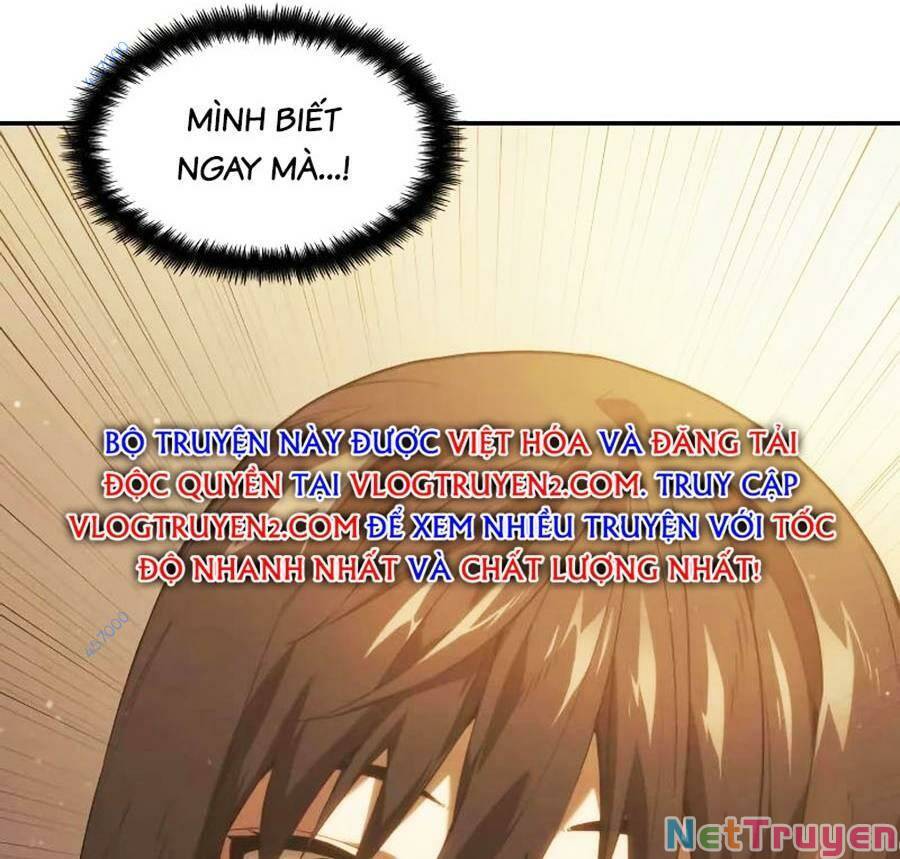 MÌNH BIẾT
NGAY MÀ...!
BỘ TRUYỆN NÀY ĐƯỢC VIỆT HÓA VÀ ĐĂNG TẢI
ĐỘC QUYỀN TẠI VLOGTRUYEN2.COM. TRUY CẬP
VLOGTRUYEN2.COM ĐỂ XEM NHIỀU TRUYỆN VỚI TỐC
ĐỘ NHANH NHẤT VÀ CHẤT LƯỢNG NHẤT!
457000
NetTruyen